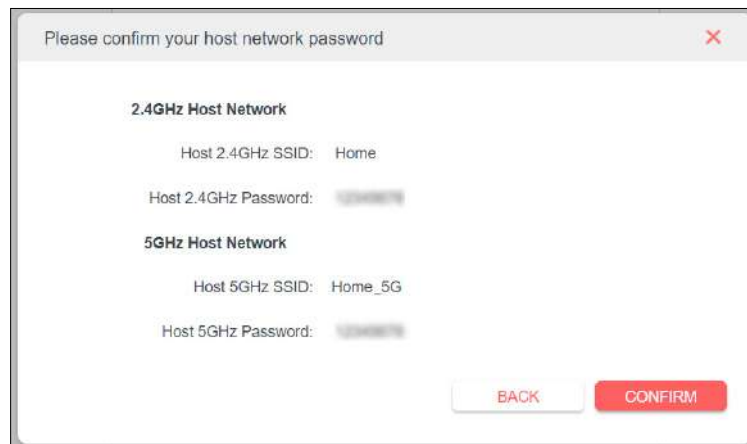 Please confirm your host network password
2.4GHz Host Network
Host 2.4GHz SSID: Home
Host 2.4GHz Password:
5GHz Host Network
Host 5GHz SSID: Home_5G
Host 5GHz Password:
BACK CONFIRM